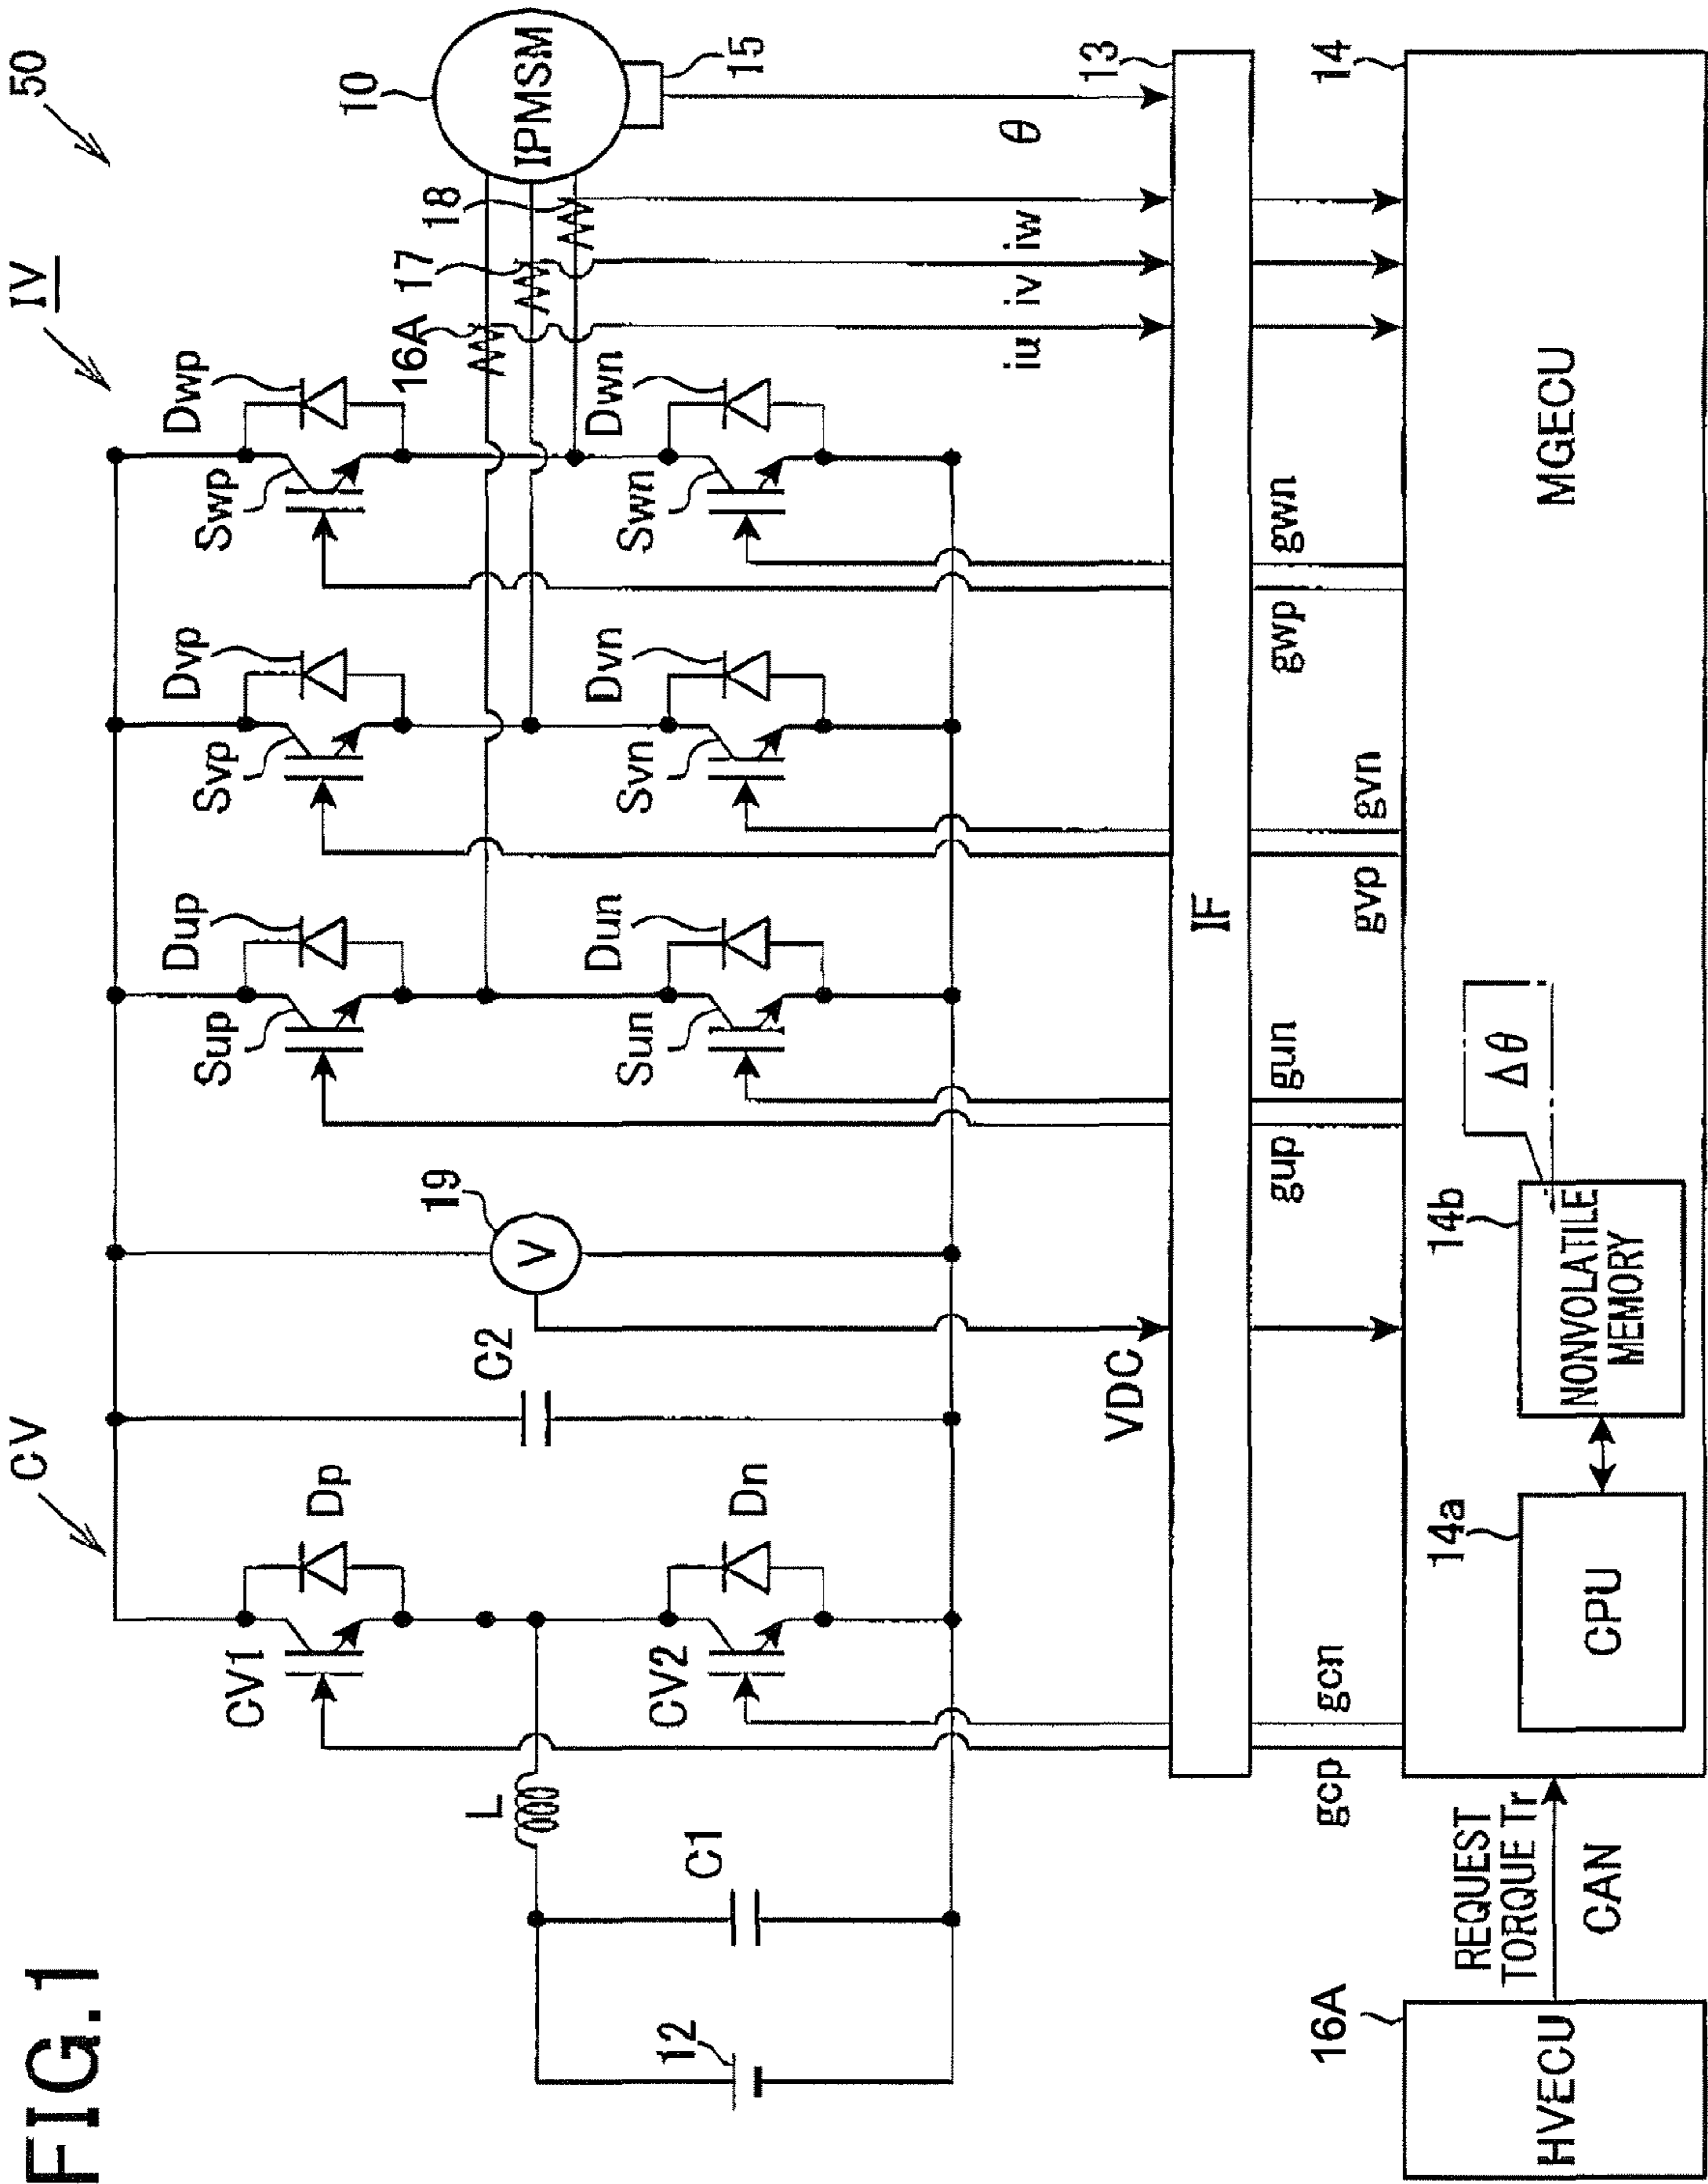 FIG.1
50
CV
IV
CV1
Dp
Sup
Dup
Svp
Dvp
Swp
Dwp
10
IPMSM
15
16A
17
18
12
C1
L
C2
19
V
CV2
Dn
Sun
Dun
Svn
Dvn
Swn
Dwn
VDC
iu
iv
iw
θ
13
IF
gcp
gcn
gup
gun
gvp
gvn
gwp
gwn
14
16A
HVECU
REQUEST
TORQUE Tr
CAN
14a
CPU
14b
NONVOLATILE
MEMORY
Δθ
MGECU